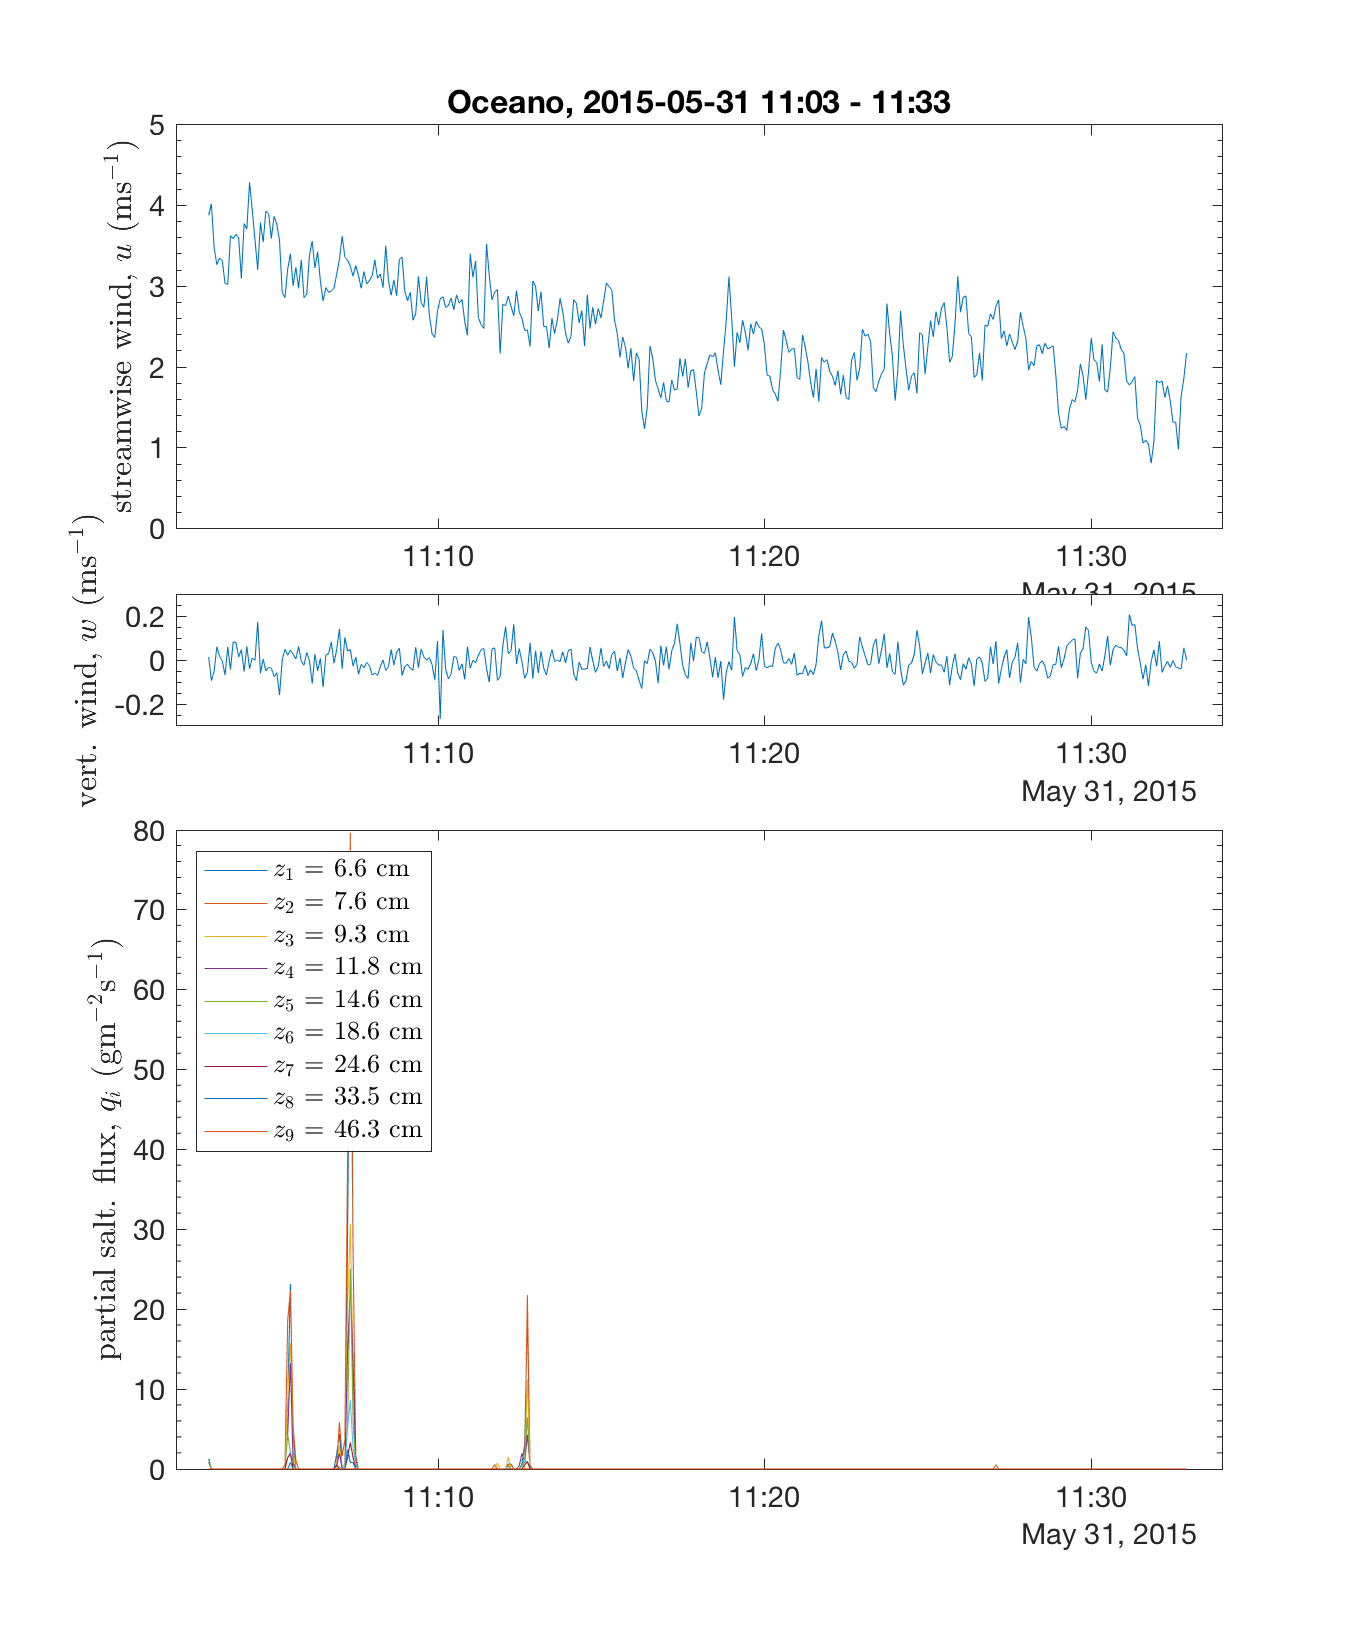 Oceano, 2015-05-31 11:03 - 11:33
streamwise wind, u (ms⁻¹)
5
4
3
2
1
0
11:10 11:20 11:30
May 31, 2015
vert. wind, w (ms⁻¹)
0.2
0
-0.2
11:10 11:20 11:30
May 31, 2015
partial salt. flux, qᵢ (gm⁻²s⁻¹)
80
70
60
50
40
30
20
10
0
z₁ = 6.6 cm
z₂ = 7.6 cm
z₃ = 9.3 cm
z₄ = 11.8 cm
z₅ = 14.6 cm
z₆ = 18.6 cm
z₇ = 24.6 cm
z₈ = 33.5 cm
z₉ = 46.3 cm
11:10 11:20 11:30
May 31, 2015